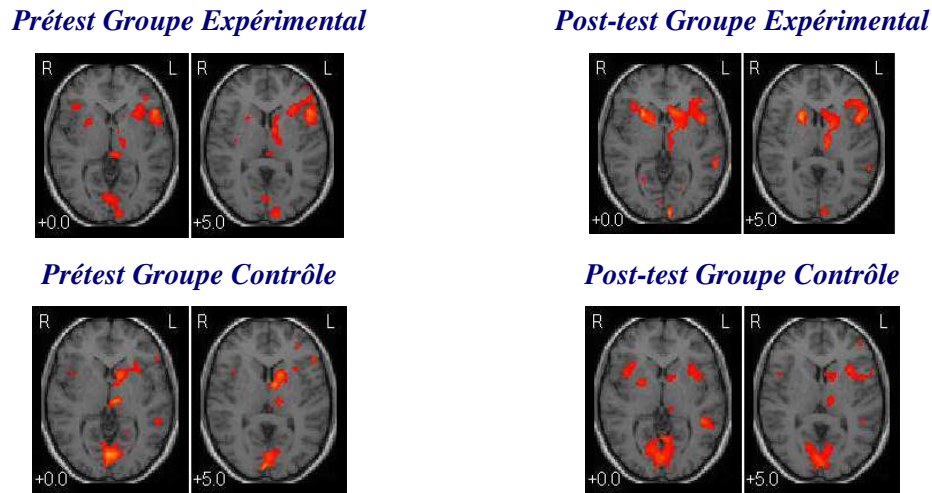 Prétest Groupe Expérimental
Post-test Groupe Expérimental
R L R L
+0.0 +5.0
R L R L
+0.0 +5.0
Prétest Groupe Contrôle
Post-test Groupe Contrôle
R L R L
+0.0 +5.0
R L R L
+0.0 +5.0